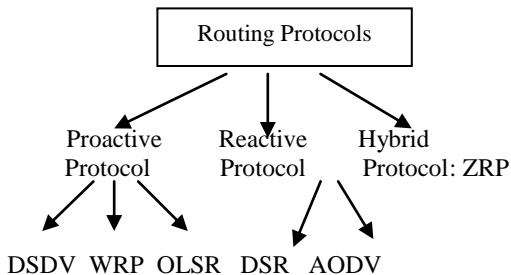 Routing Protocols
Proactive Reactive Hybrid
Protocol Protocol Protocol: ZRP
DSDV WRP OLSR DSR AODV